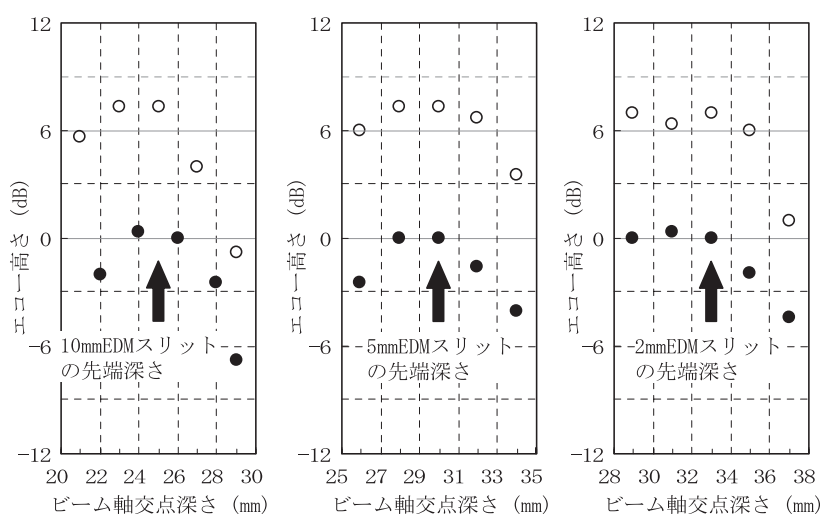 12
6
0
−6
−12
エコー高さ (dB)
10mmEDMスリット
の先端深さ
20 22 24 26 28 30
ビーム軸交点深さ (mm)
12
6
0
−6
−12
エコー高さ (dB)
5mmEDMスリット
の先端深さ
25 27 29 31 33 35
ビーム軸交点深さ (mm)
12
6
0
−6
−12
エコー高さ (dB)
2mmEDMスリット
の先端深さ
28 30 32 34 36 38
ビーム軸交点深さ (mm)